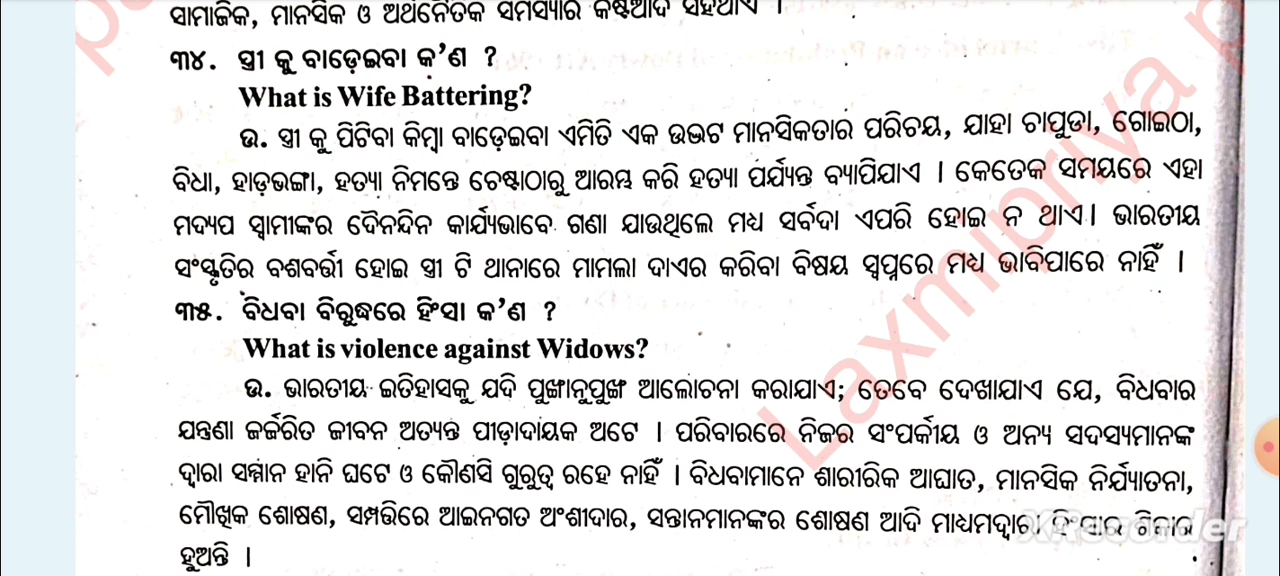 ସାମାଜିକ, ମାନସିକ ଓ ଅର୍ଥନୈତିକ ସମସ୍ୟାର କଷ୍ଟଆଦି ସହିଥାଏ ।
୩୪. ସ୍ତ୍ରୀ କୁ ବାଡ଼େଇବା କ’ଣ ?
What is Wife Battering?
ଉ. ସ୍ତ୍ରୀ କୁ ପିଟିବା କିମ୍ବା ବାଡ଼େଇବା ଏମିତି ଏକ ଉଦ୍ଭଟ ମାନସିକତାର ପରିଚୟ, ଯାହା ଚାପୁଡା, ଗୋଇଠା,
ବିଧା, ହାଡ଼ଭଙ୍ଗା, ହତ୍ୟା ନିମନ୍ତେ ଚେଷ୍ଟାଠାରୁ ଆରମ୍ଭ କରି ହତ୍ୟା ପର୍ଯ୍ୟନ୍ତ ବ୍ୟାପିଯାଏ । କେତେକ ସମୟରେ ଏହା
ମଦ୍ୟପ ସ୍ୱାମୀଙ୍କର ଦୈନନ୍ଦିନ କାର୍ଯ୍ୟଭାବେ ଗଣା ଯାଉଥିଲେ ମଧ୍ୟ ସର୍ବଦା ଏପରି ହୋଇ ନ ଥାଏ। ଭାରତୀୟ
ସଂସ୍କୃତିର ବଶବର୍ତ୍ତୀ ହୋଇ ସ୍ତ୍ରୀ ଟି ଥାନାରେ ମାମଲା ଦାଏର କରିବା ବିଷୟ ସ୍ୱପ୍ନରେ ମଧ୍ୟ ଭାବିପାରେ ନାହିଁ ।
୩୫. ବିଧବା ବିରୁଦ୍ଧରେ ହିଂସା କ’ଣ ?
What is violence against Widows?
ଉ. ଭାରତୀୟ ଇତିହାସକୁ ଯଦି ପୁଙ୍ଖାନୁପୁଙ୍ଖ ଆଲୋଚନା କରାଯାଏ; ତେବେ ଦେଖାଯାଏ ଯେ, ବିଧବାର
ଯନ୍ତ୍ରଣା ଜର୍ଜରିତ ଜୀବନ ଅତ୍ୟନ୍ତ ପୀଡ଼ାଦାୟକ ଅଟେ । ପରିବାରରେ ନିଜର ସଂପର୍କୀୟ ଓ ଅନ୍ୟ ସଦସ୍ୟମାନଙ୍କ
ଦ୍ୱାରା ସମ୍ମାନ ହାନି ଘଟେ ଓ କୌଣସି ଗୁରୁତ୍ୱ ରହେ ନାହିଁ । ବିଧବାମାନେ ଶାରୀରିକ ଆଘାତ, ମାନସିକ ନିର୍ଯ୍ୟାତନା,
ମୌଖିକ ଶୋଷଣ, ସମ୍ପତ୍ତିରେ ଆଇନଗତ ଅଂଶୀଦାର, ସନ୍ତାନମାନଙ୍କର ଶୋଷଣ ଆଦି ମାଧ୍ୟମଦ୍ୱାରା ହିଂସାର ଶିକାର
ହୁଅନ୍ତି ।
Laxmipriya p
XRecorder